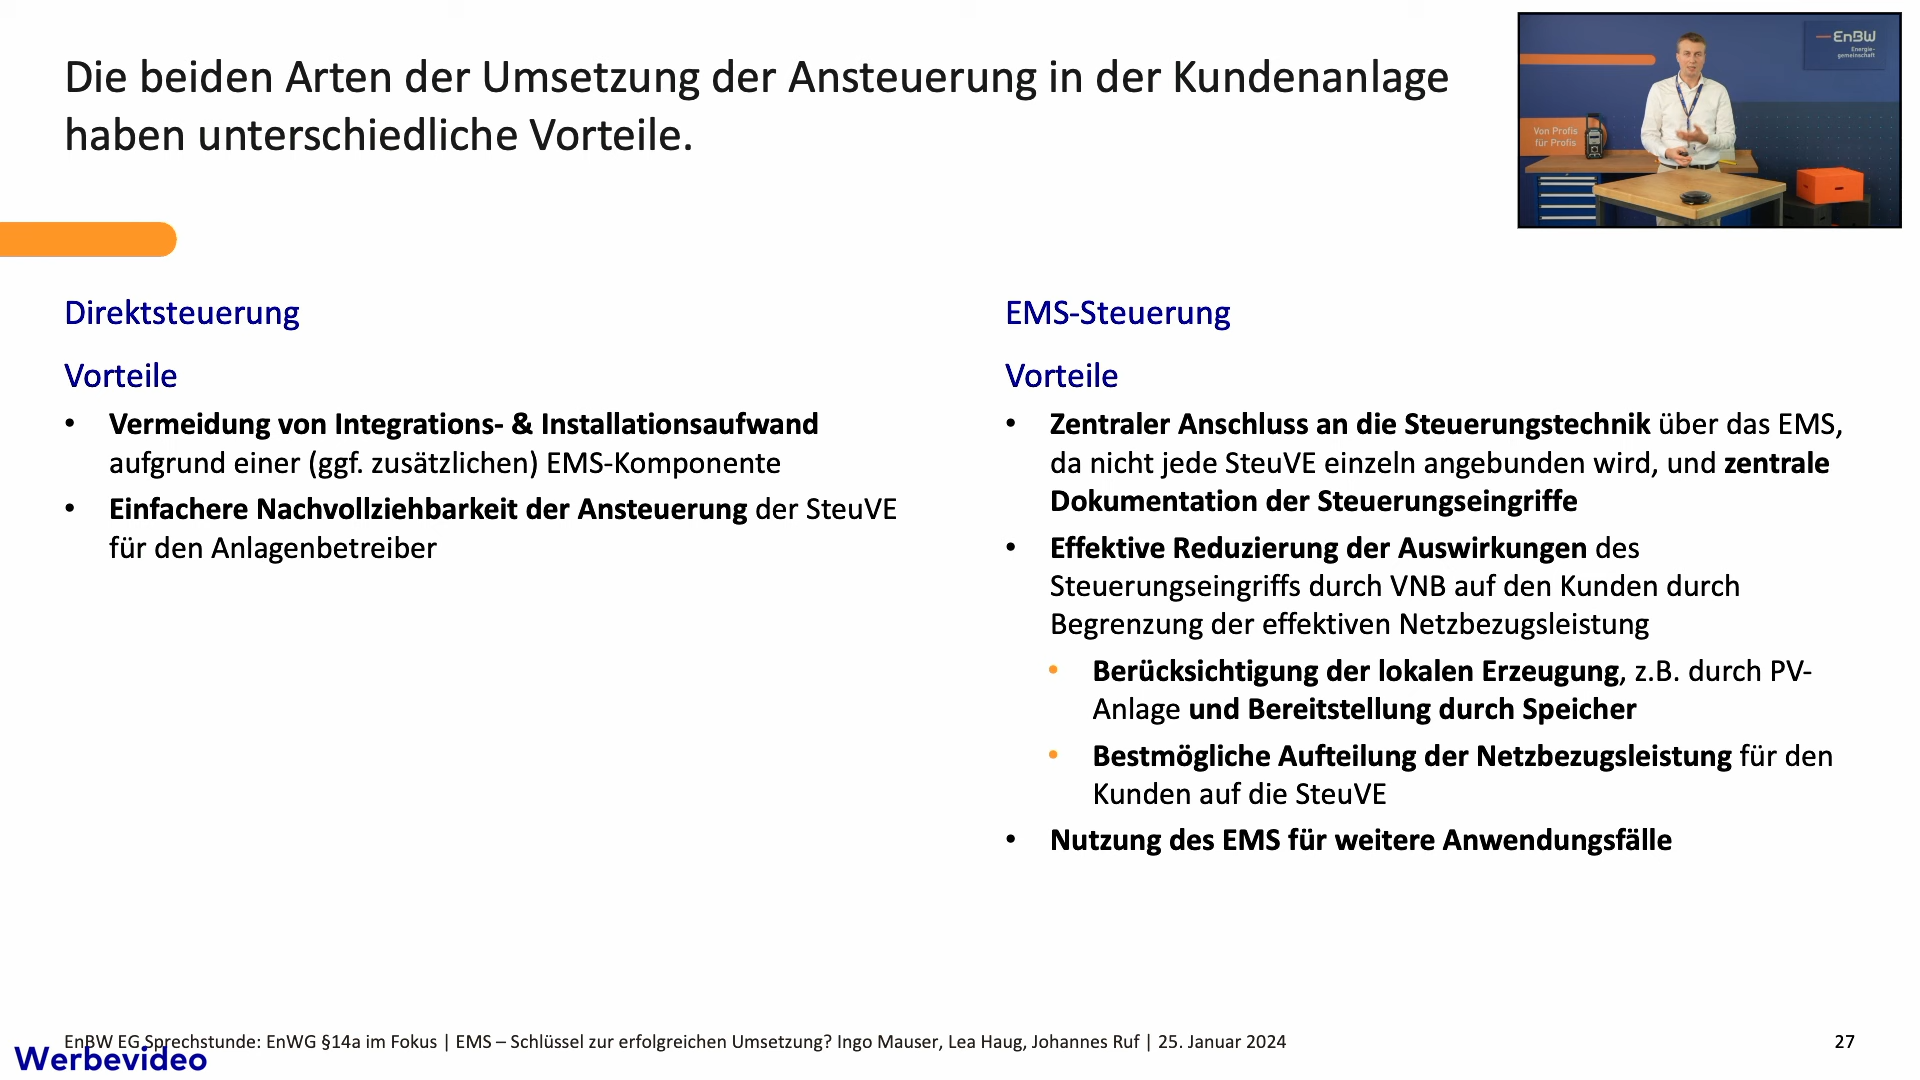 Die beiden Arten der Umsetzung der Ansteuerung in der Kundenanlage
haben unterschiedliche Vorteile.
EnBW
Energie-
gemeinschaft
Von Profis
für Profis
Direktsteuerung
Vorteile
• Vermeidung von Integrations- & Installationsaufwand
aufgrund einer (ggf. zusätzlichen) EMS-Komponente
• Einfachere Nachvollziehbarkeit der Ansteuerung der SteuVE
für den Anlagenbetreiber
EMS-Steuerung
Vorteile
• Zentraler Anschluss an die Steuerungstechnik über das EMS,
da nicht jede SteuVE einzeln angebunden wird, und zentrale
Dokumentation der Steuerungseingriffe
• Effektive Reduzierung der Auswirkungen des
Steuerungseingriffs durch VNB auf den Kunden durch
Begrenzung der effektiven Netzbezugsleistung
• Berücksichtigung der lokalen Erzeugung, z.B. durch PV-
Anlage und Bereitstellung durch Speicher
• Bestmögliche Aufteilung der Netzbezugsleistung für den
Kunden auf die SteuVE
• Nutzung des EMS für weitere Anwendungsfälle
EnBW EG Sprechstunde: EnWG §14a im Fokus | EMS – Schlüssel zur erfolgreichen Umsetzung? Ingo Mauser, Lea Haug, Johannes Ruf | 25. Januar 2024
27
Werbevideo